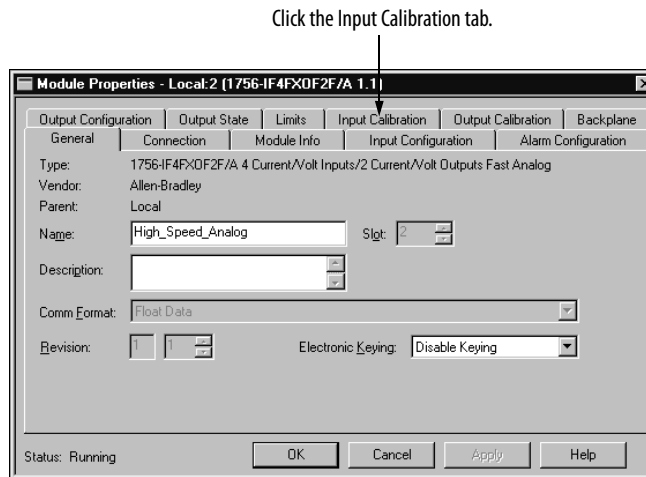 Click the Input Calibration tab.
Module Properties - Local:2 (1756-IF4FXOF2F/A 1.1)
Output Configuration Output State Limits Input Calibration Output Calibration Backplane
General Connection Module Info Input Configuration Alarm Configuration
Type: 1756-IF4FXOF2F/A 4 Current/Volt Inputs/2 Current/Volt Outputs Fast Analog
Vendor: Allen-Bradley
Parent: Local
Name: High_Speed_Analog Slot: 2
Description:
Comm Format: Float Data
Revision: 1 1 Electronic Keying: Disable Keying
Status: Running OK Cancel Apply Help